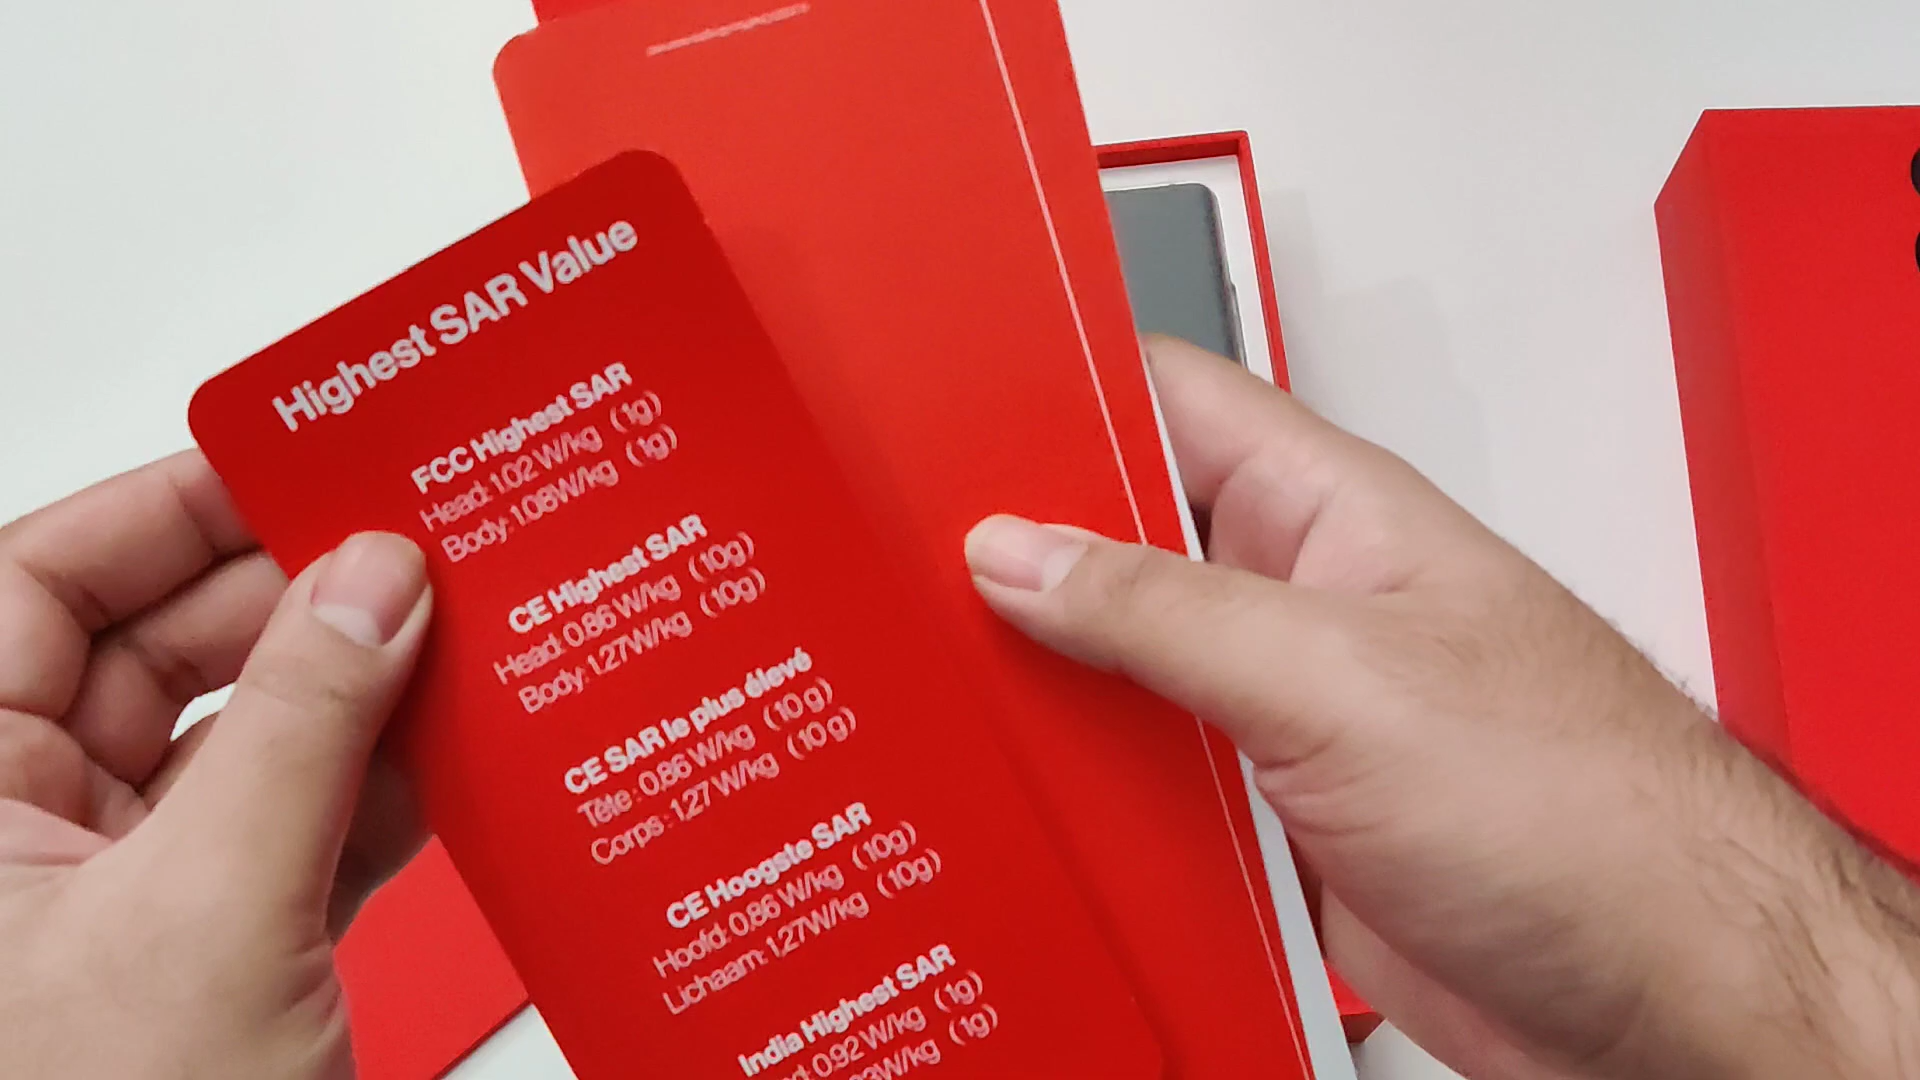 Highest SAR Value
FCC Highest SAR
Head: 1.02 W/kg (1g)
Body: 1.08W/kg (1g)
CE Highest SAR
Head: 0.86 W/kg (10g)
Body: 1.27W/kg (10g)
CE SAR le plus élevé
Tête : 0.86 W/kg (10 g)
Corps : 1.27 W/kg (10 g)
CE Hoogste SAR
Hoofd: 0.86 W/kg (10g)
Lichaam: 1.27W/kg (10g)
India Highest SAR
0.92 W/kg (1g)
W/kg (1g)